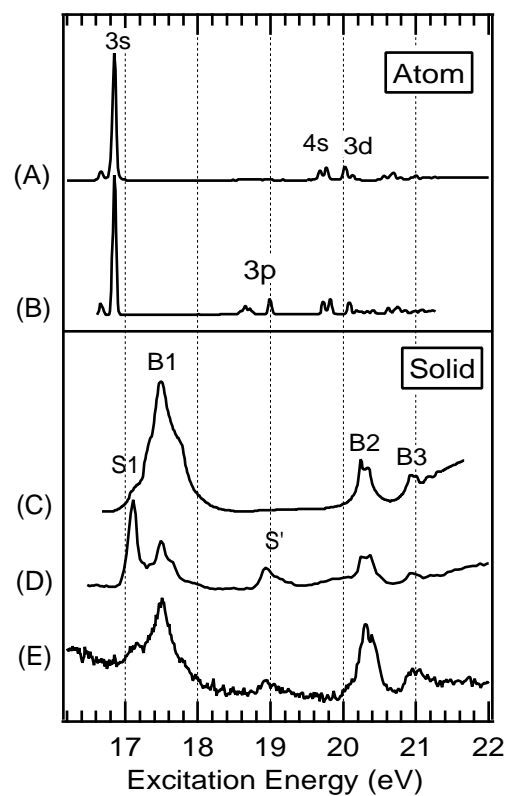 3s
Atom
4s 3d
(A)
3p
(B)
B1
Solid
S1
B2 B3
(C)
S'
(D)
(E)
17 18 19 20 21 22
Excitation Energy (eV)